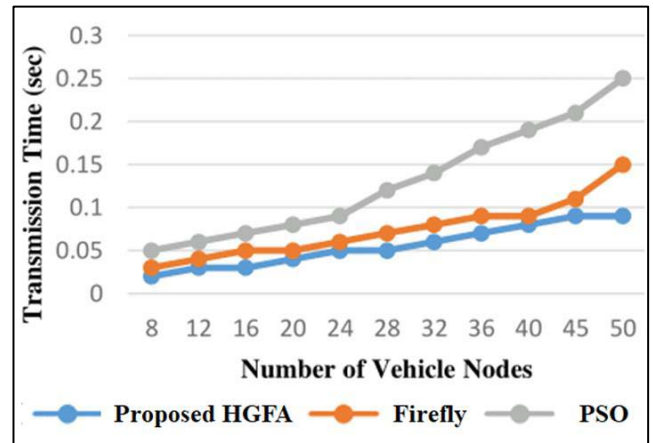 0.3
0.25
0.2
0.15
0.1
0.05
0
Transmission Time (sec)
8 12 16 20 24 28 32 36 40 45 50
Number of Vehicle Nodes
Proposed HGFA Firefly PSO